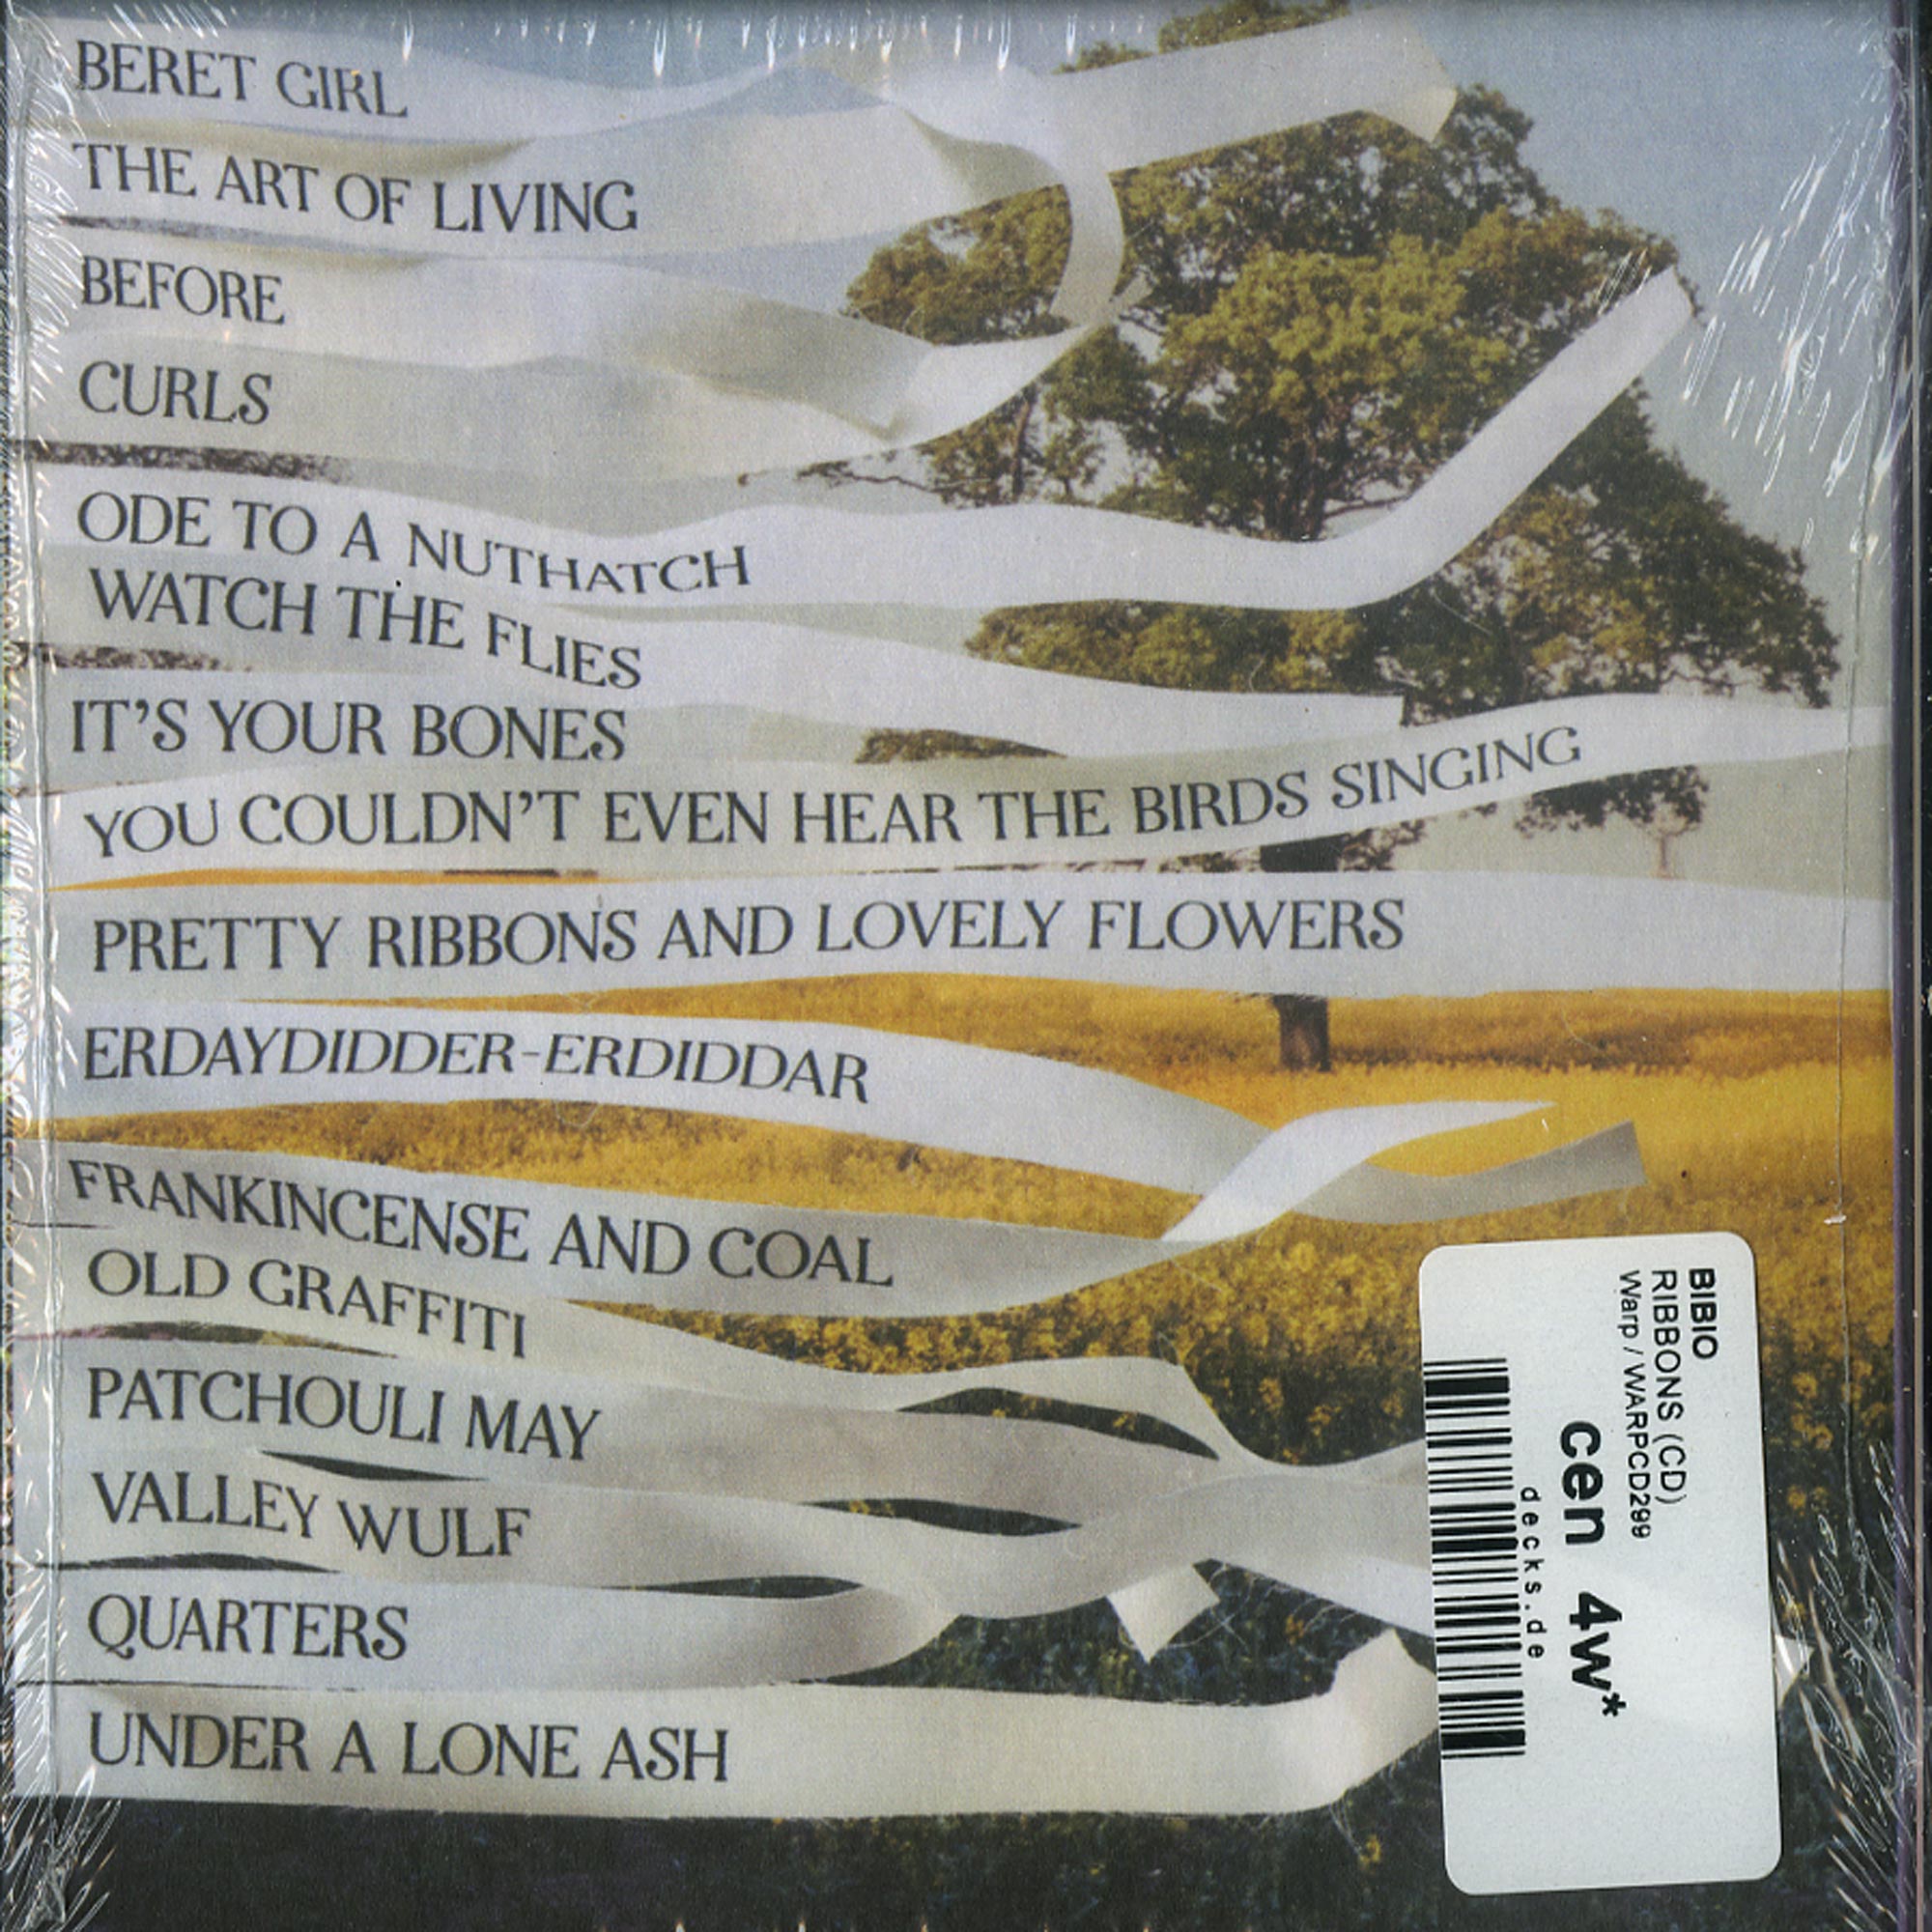 BERET GIRL
THE ART OF LIVING
BEFORE
CURLS
ODE TO A NUTHATCH
WATCH THE FLIES
IT'S YOUR BONES
YOU COULDN'T EVEN HEAR THE BIRDS SINGING
PRETTY RIBBONS AND LOVELY FLOWERS
ERDAYDIDDER-ERDIDDAR
FRANKINCENSE AND COAL
OLD GRAFFITI
PATCHOULI MAY
VALLEY WULF
QUARTERS
UNDER A LONE ASH
BIBIO
RIBBONS (CD)
Warp / WARPCD299
cen 4w*
decks.de